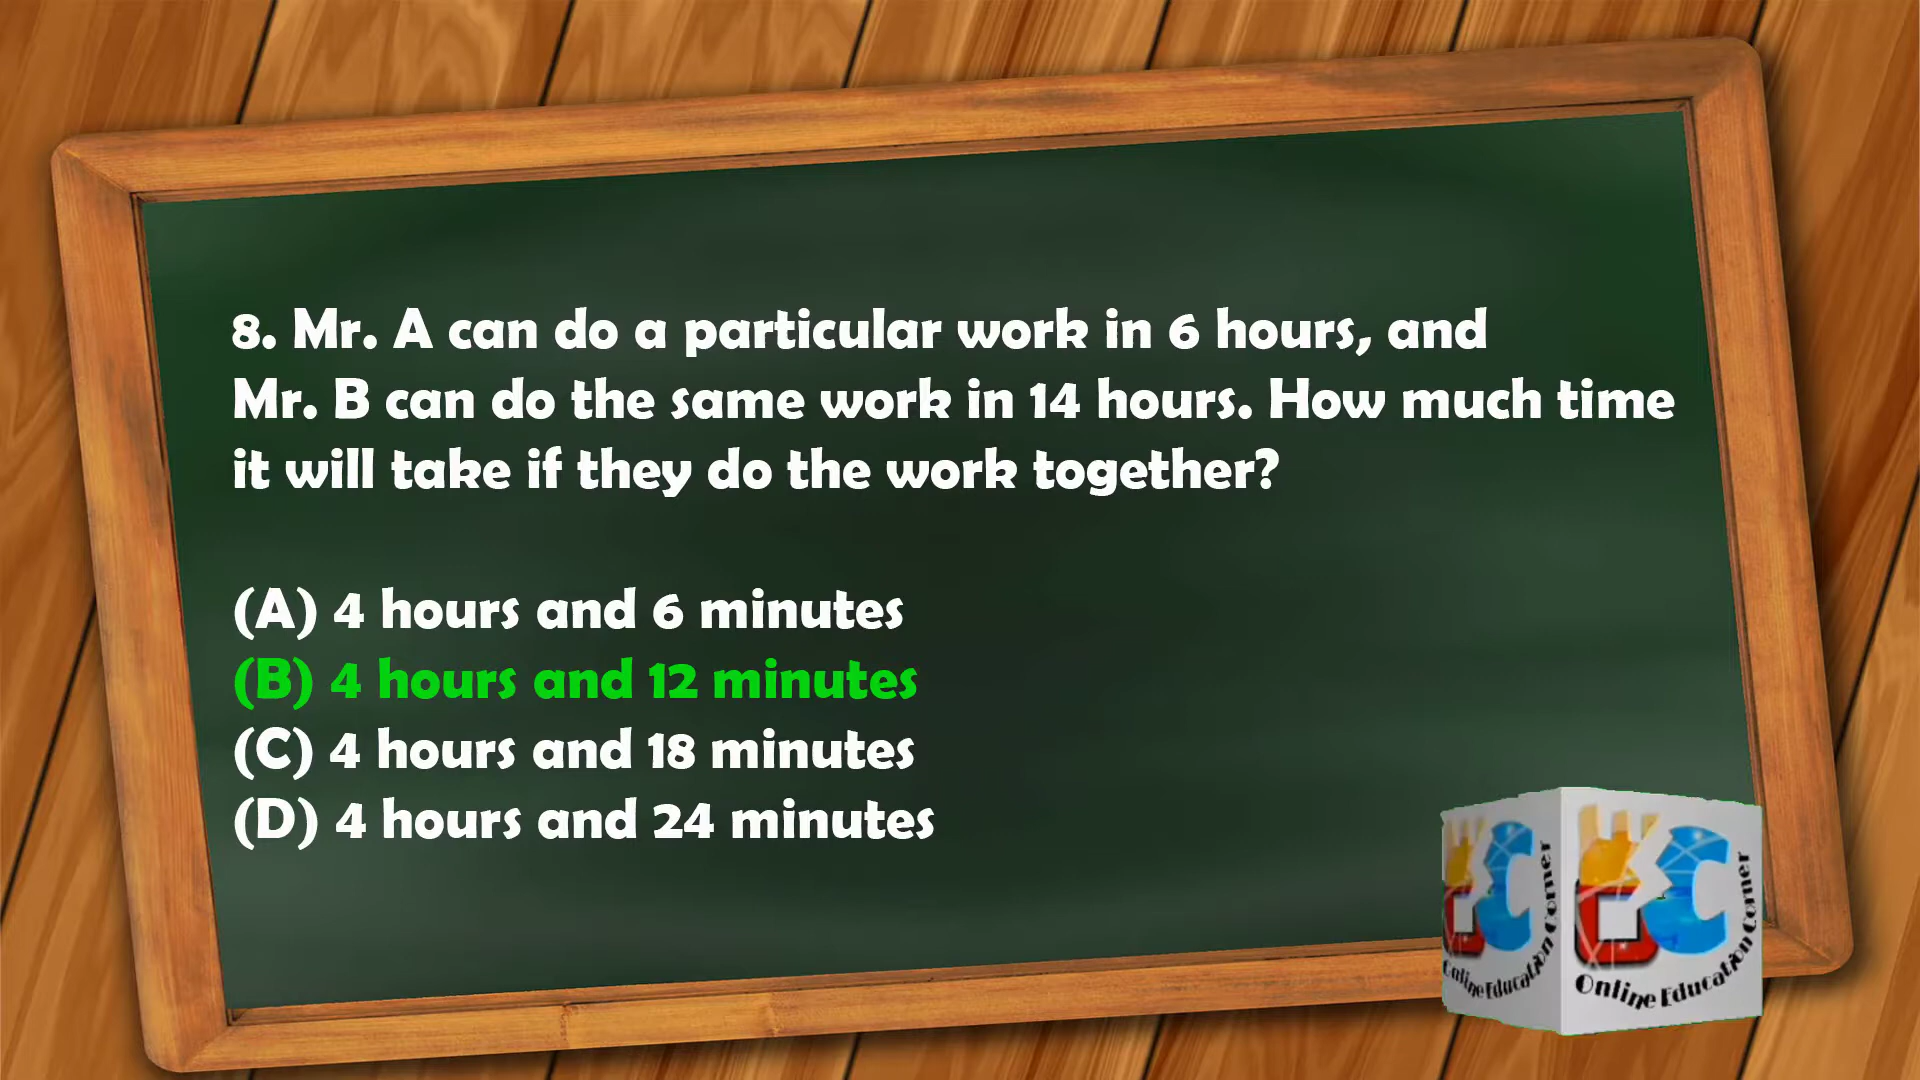 8. Mr. A can do a particular work in 6 hours, and
Mr. B can do the same work in 14 hours. How much time
it will take if they do the work together?
(A) 4 hours and 6 minutes
(B) 4 hours and 12 minutes
(C) 4 hours and 18 minutes
(D) 4 hours and 24 minutes
Online Education Corner
Online Education Corner